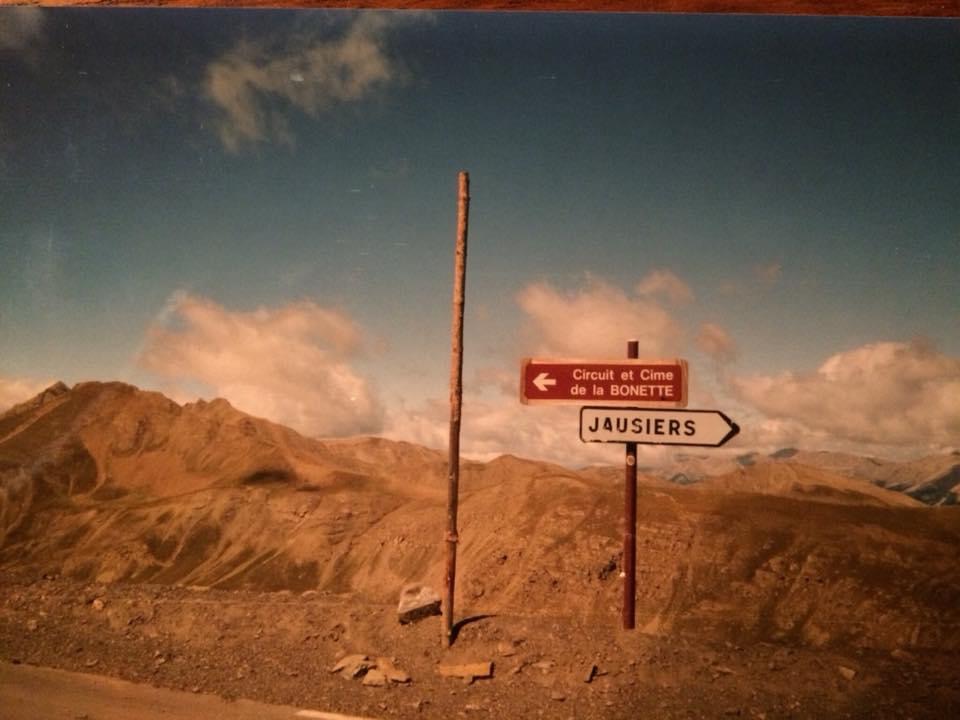 Circuit et Cime
de la BONETTE
JAUSIERS